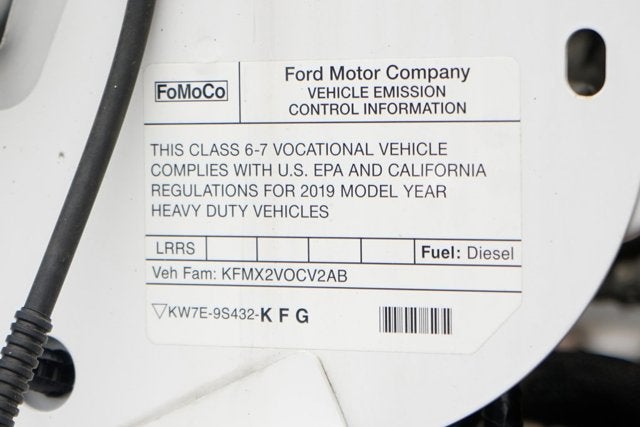 FoMoCo
Ford Motor Company
VEHICLE EMISSION
CONTROL INFORMATION
THIS CLASS 6-7 VOCATIONAL VEHICLE
COMPLIES WITH U.S. EPA AND CALIFORNIA
REGULATIONS FOR 2019 MODEL YEAR
HEAVY DUTY VEHICLES
LRRS Fuel: Diesel
Veh Fam: KFMX2VOCV2AB
▽KW7E-9S432-K F G